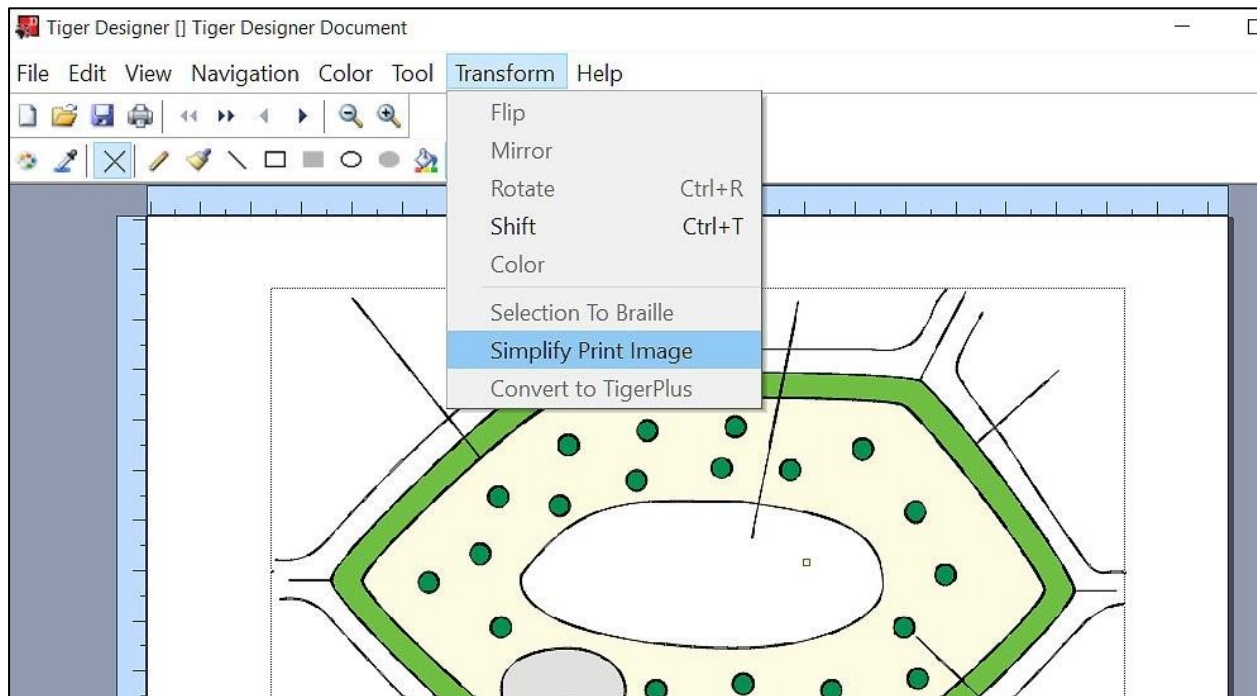 Tiger Designer [] Tiger Designer Document
File Edit View Navigation Color Tool Transform Help
Flip
Mirror
Rotate Ctrl+R
Shift Ctrl+T
Color
Selection To Braille
Simplify Print Image
Convert to TigerPlus